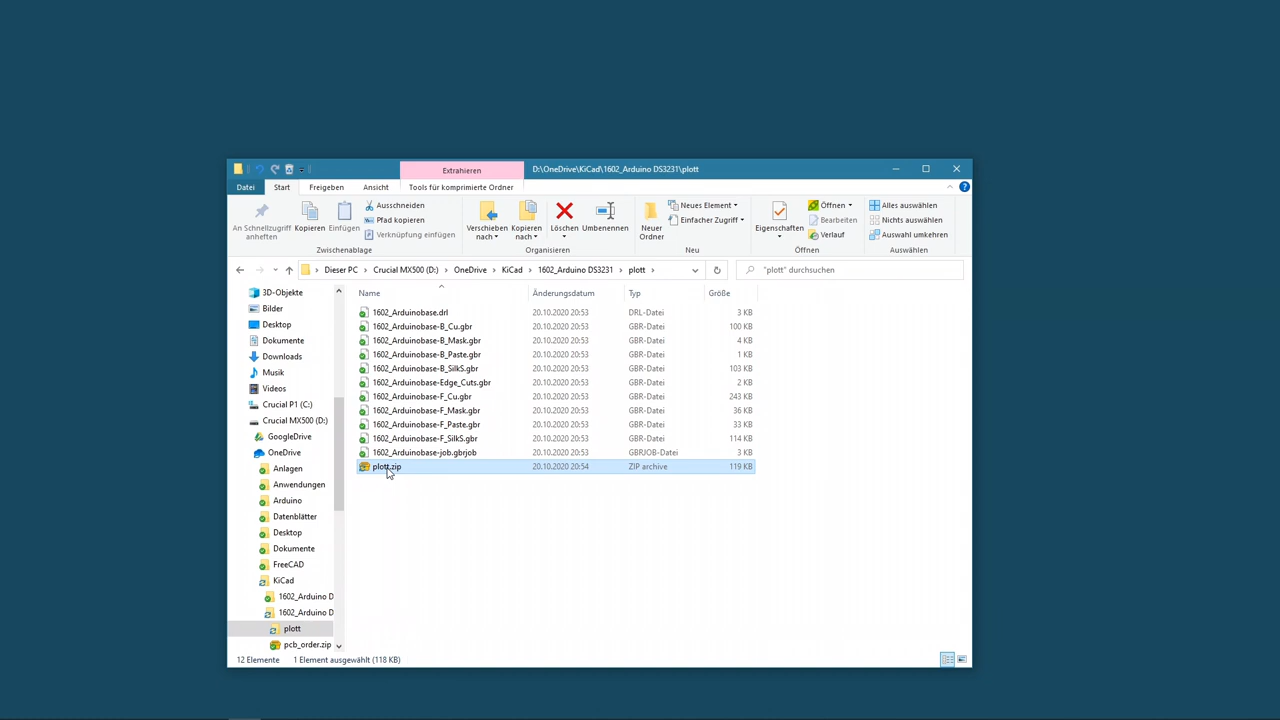 Extrahieren
D:\OneDrive\KiCad\1602_Arduino DS3231\plott
Datei Start Freigeben Ansicht Tools für komprimierte Ordner
An Schnellzugriff anheften
Kopieren
Einfügen
Ausschneiden
Pfad kopieren
Verknüpfung einfügen
Zwischenablage
Verschieben nach
Kopieren nach
Löschen
Umbenennen
Organisieren
Neuer Ordner
Neues Element
Einfacher Zugriff
Neu
Eigenschaften
Öffnen
Bearbeiten
Verlauf
Öffnen
Alles auswählen
Nichts auswählen
Auswahl umkehren
Auswählen
Dieser PC > Crucial MX500 (D:) > OneDrive > KiCad > 1602_Arduino DS3231 > plott >
"plott" durchsuchen
3D-Objekte
Bilder
Desktop
Dokumente
Downloads
Musik
Videos
Crucial P1 (C:)
Crucial MX500 (D:)
GoogleDrive
OneDrive
Anlagen
Anwendungen
Arduino
Datenblätter
Desktop
Dokumente
FreeCAD
KiCad
1602_Arduino D
1602_Arduino D
plott
pcb_order.zip
Name Änderungsdatum Typ Größe
1602_Arduinobase.drl 20.10.2020 20:53 DRL-Datei 3 KB
1602_Arduinobase-B_Cu.gbr 20.10.2020 20:53 GBR-Datei 100 KB
1602_Arduinobase-B_Mask.gbr 20.10.2020 20:53 GBR-Datei 4 KB
1602_Arduinobase-B_Paste.gbr 20.10.2020 20:53 GBR-Datei 1 KB
1602_Arduinobase-B_SilkS.gbr 20.10.2020 20:53 GBR-Datei 103 KB
1602_Arduinobase-Edge_Cuts.gbr 20.10.2020 20:53 GBR-Datei 2 KB
1602_Arduinobase-F_Cu.gbr 20.10.2020 20:53 GBR-Datei 243 KB
1602_Arduinobase-F_Mask.gbr 20.10.2020 20:53 GBR-Datei 36 KB
1602_Arduinobase-F_Paste.gbr 20.10.2020 20:53 GBR-Datei 33 KB
1602_Arduinobase-F_SilkS.gbr 20.10.2020 20:53 GBR-Datei 114 KB
1602_Arduinobase-job.gbrjob 20.10.2020 20:53 GBRJOB-Datei 3 KB
plott.zip 20.10.2020 20:54 ZIP archive 119 KB
12 Elemente 1 Element ausgewählt (118 KB)